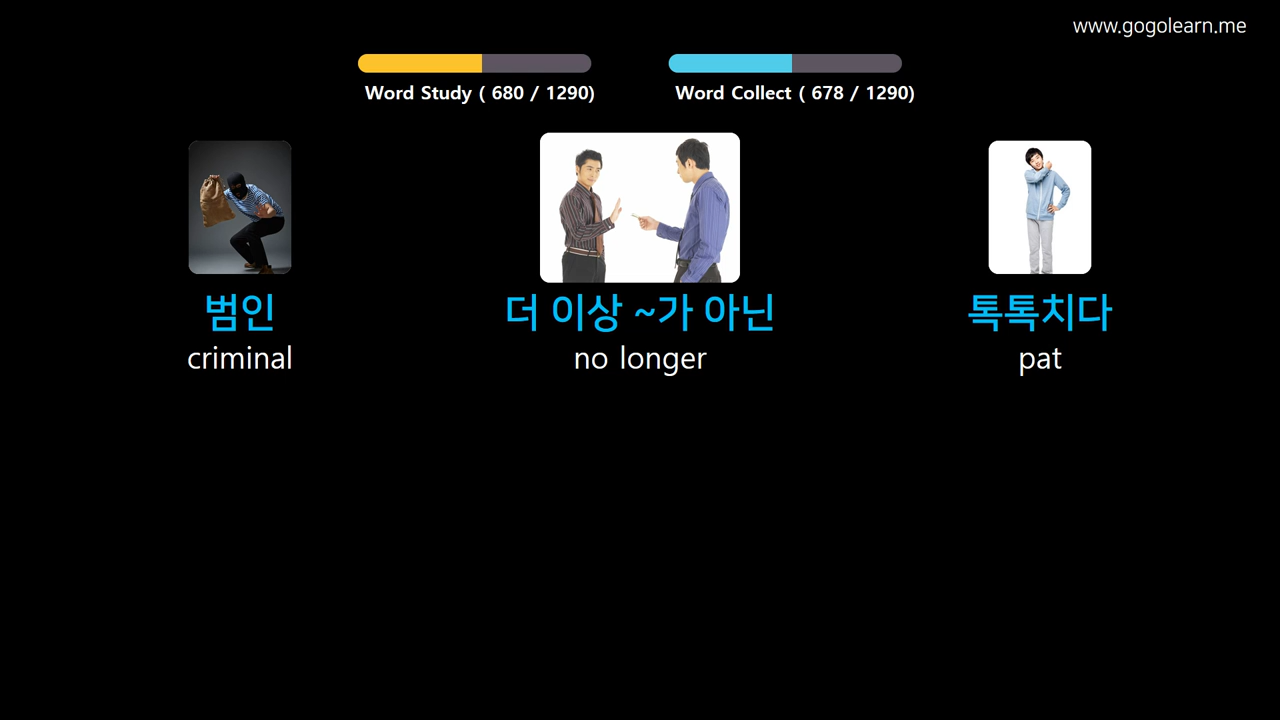 www.gogolearn.me
Word Study ( 680 / 1290)
Word Collect ( 678 / 1290)
범인
더 이상 ~가 아닌
톡톡치다
criminal
no longer
pat